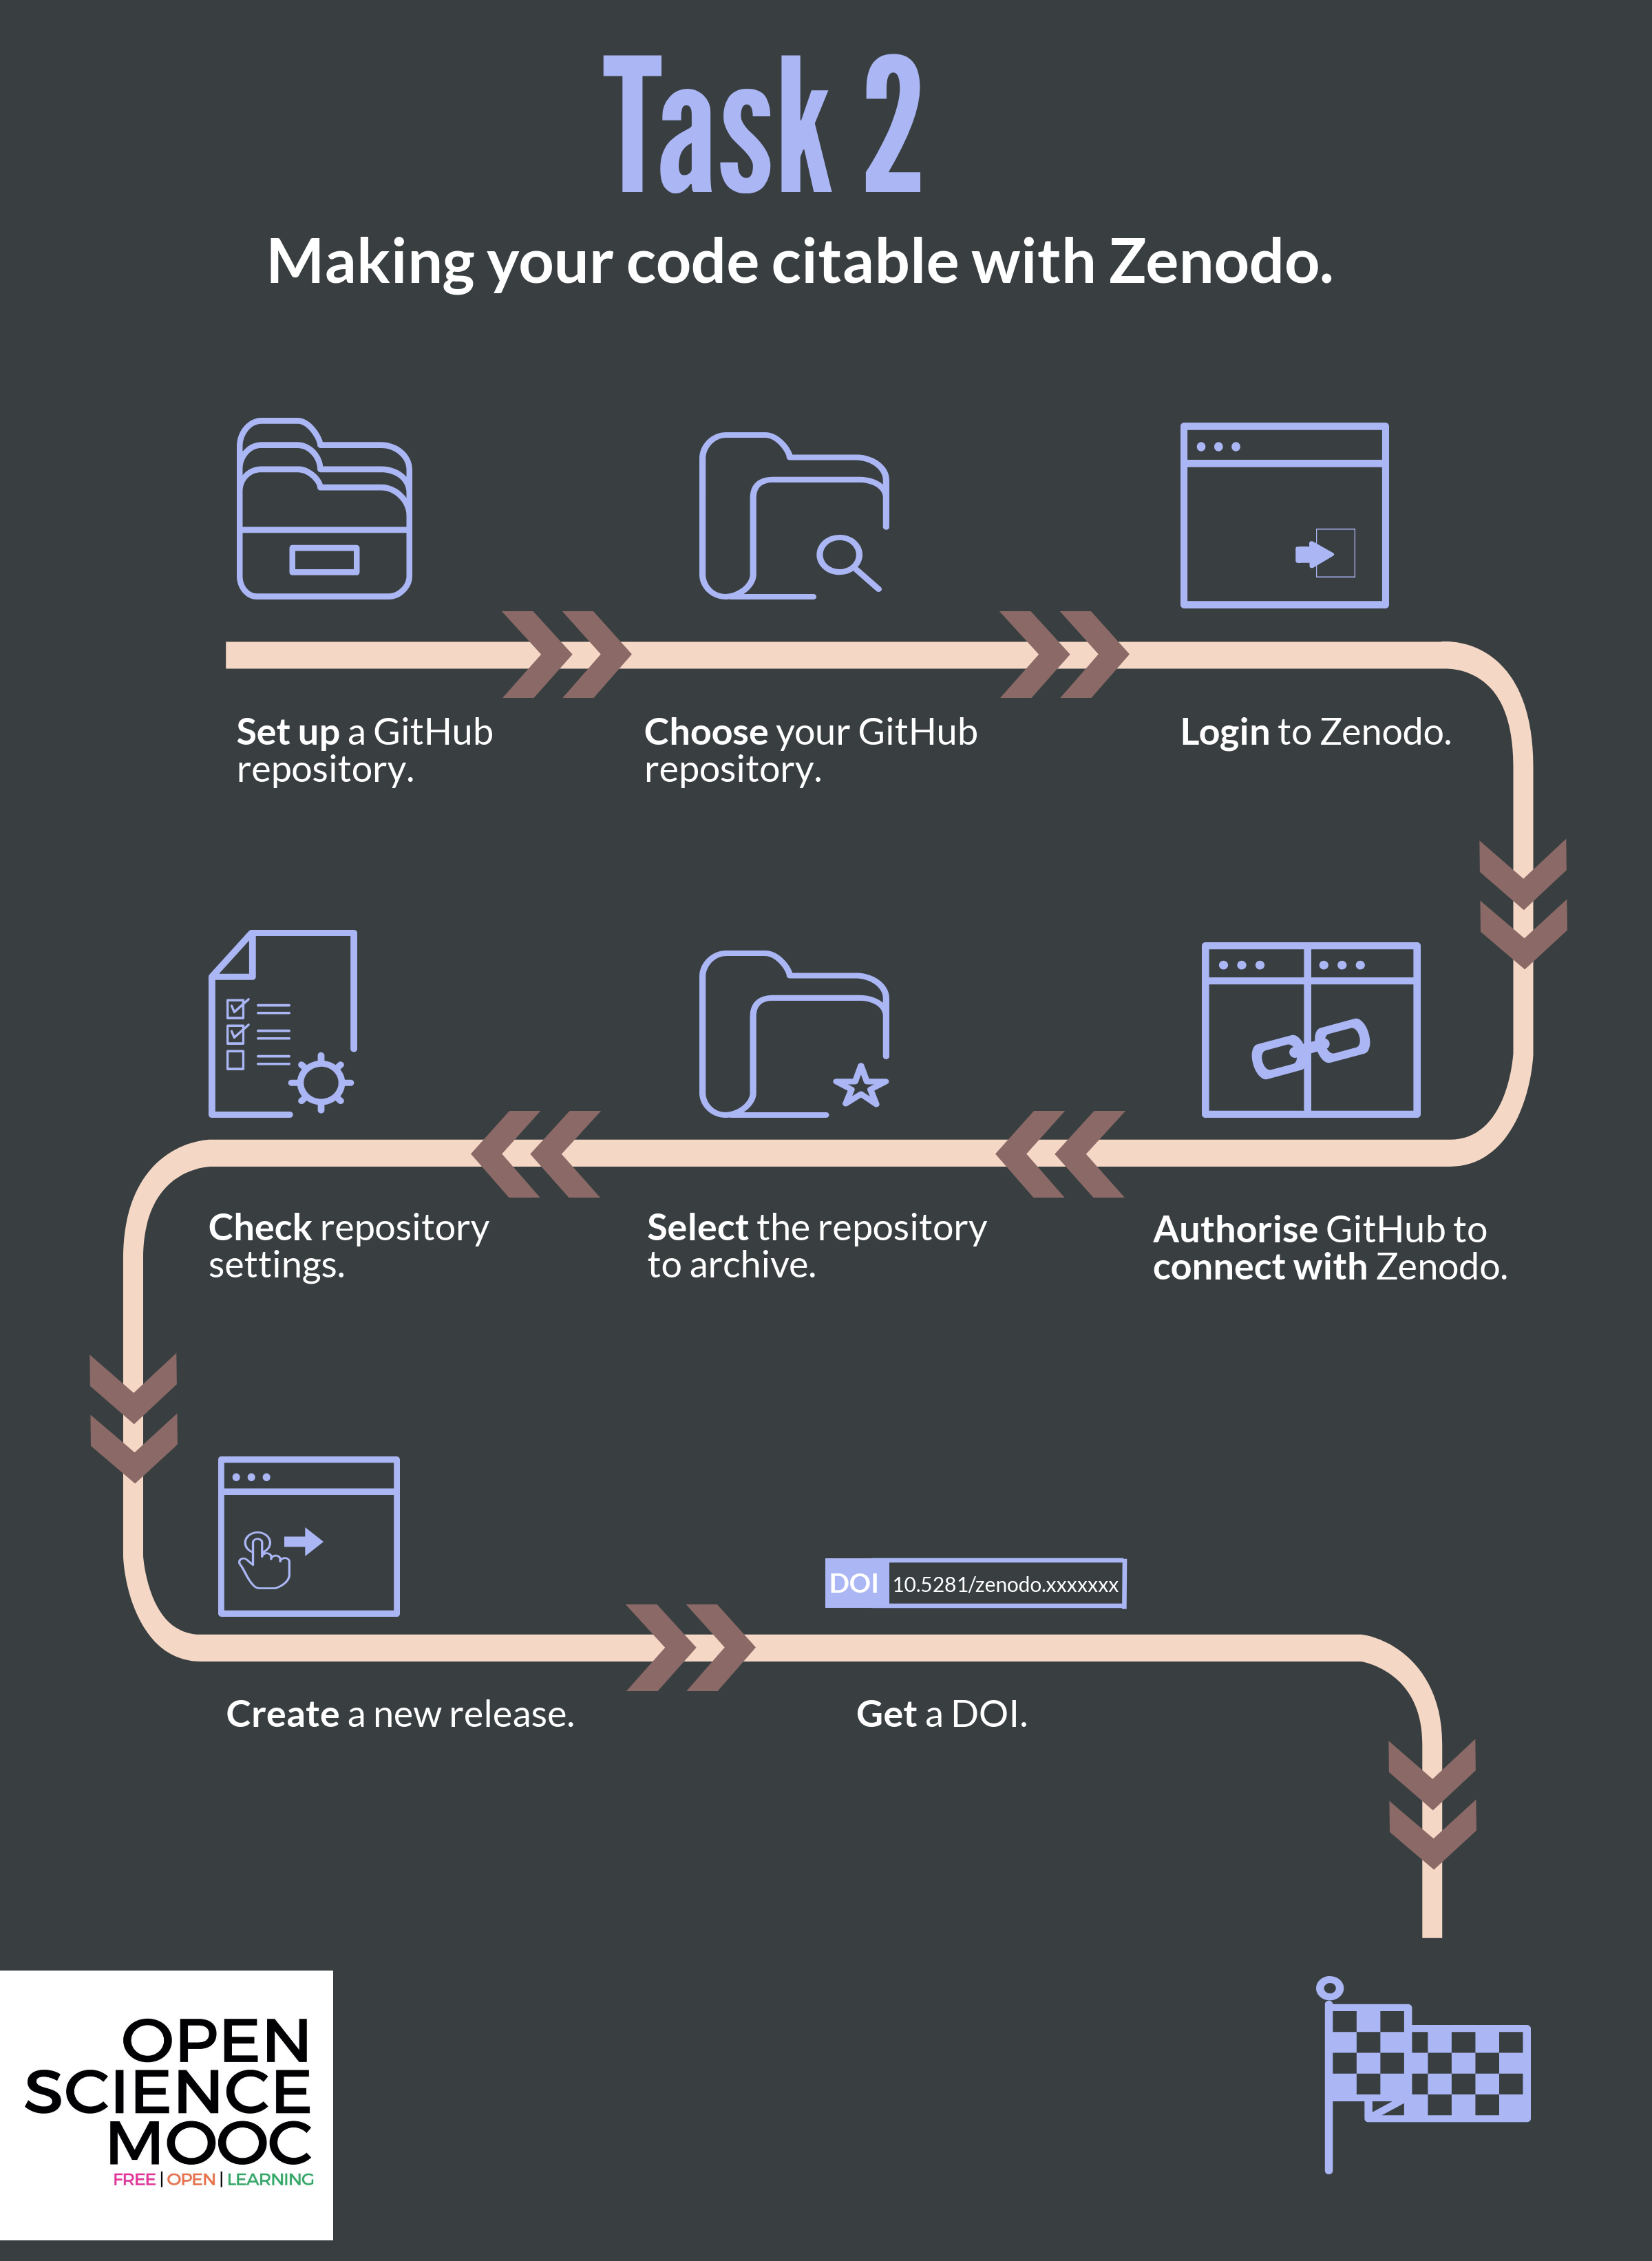 Task 2
Making your code citable with Zenodo.
Set up a GitHub
repository.
Choose your GitHub
repository.
Login to Zenodo.
Authorise GitHub to
connect with Zenodo.
Select the repository
to archive.
Check repository
settings.
Create a new release.
DOI 10.5281/zenodo.xxxxxxx
Get a DOI.
OPEN
SCIENCE
MOOC
FREE | OPEN | LEARNING